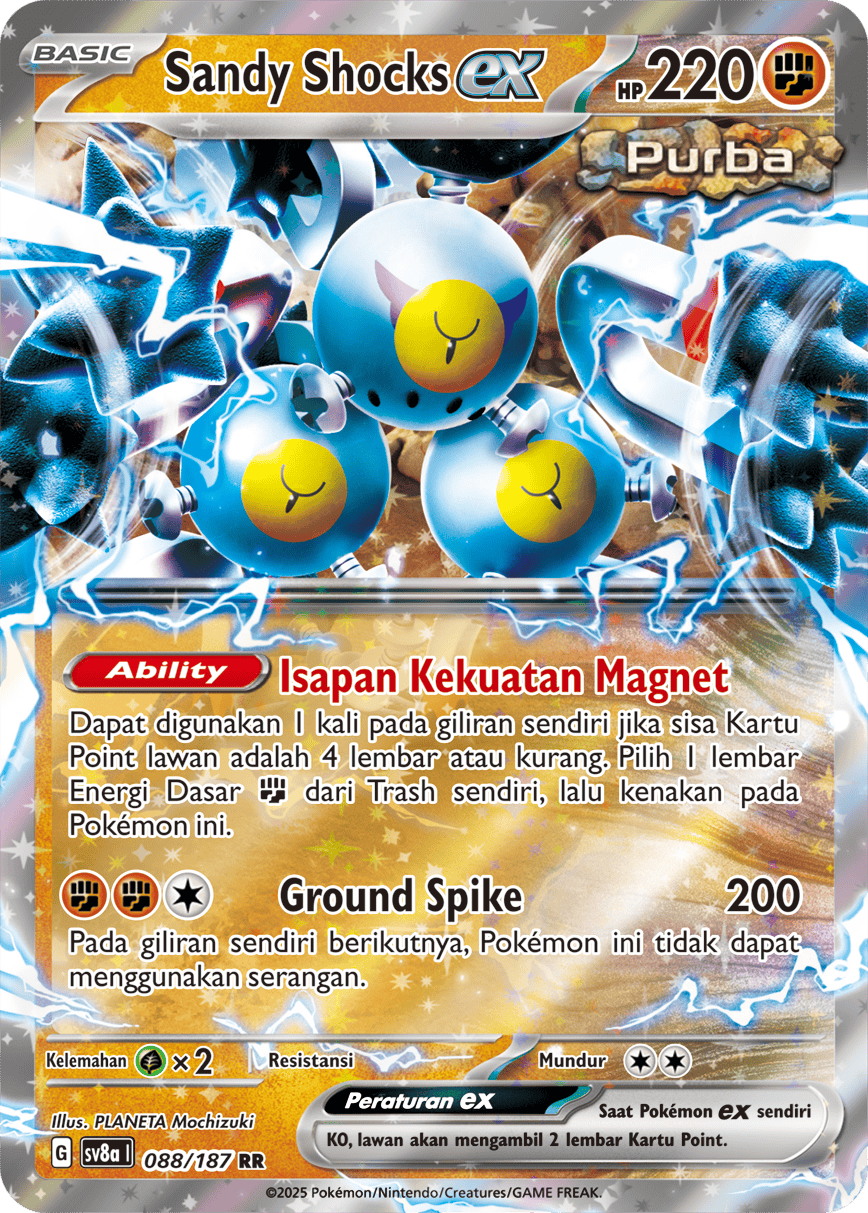 BASIC
Sandy Shocks ex
HP 220
Purba
Ability Isapan Kekuatan Magnet
Dapat digunakan 1 kali pada giliran sendiri jika sisa Kartu
Point lawan adalah 4 lembar atau kurang. Pilih 1 lembar
Energi Dasar dari Trash sendiri, lalu kenakan pada
Pokémon ini.
Ground Spike 200
Pada giliran sendiri berikutnya, Pokémon ini tidak dapat
menggunakan serangan.
Kelemahan ×2 Resistansi Mundur
Illus. PLANETA Mochizuki
Peraturan ex
Saat Pokémon ex sendiri
KO, lawan akan mengambil 2 lembar Kartu Point.
G sv8a I 088/187 RR
©2025 Pokémon/Nintendo/Creatures/GAME FREAK.